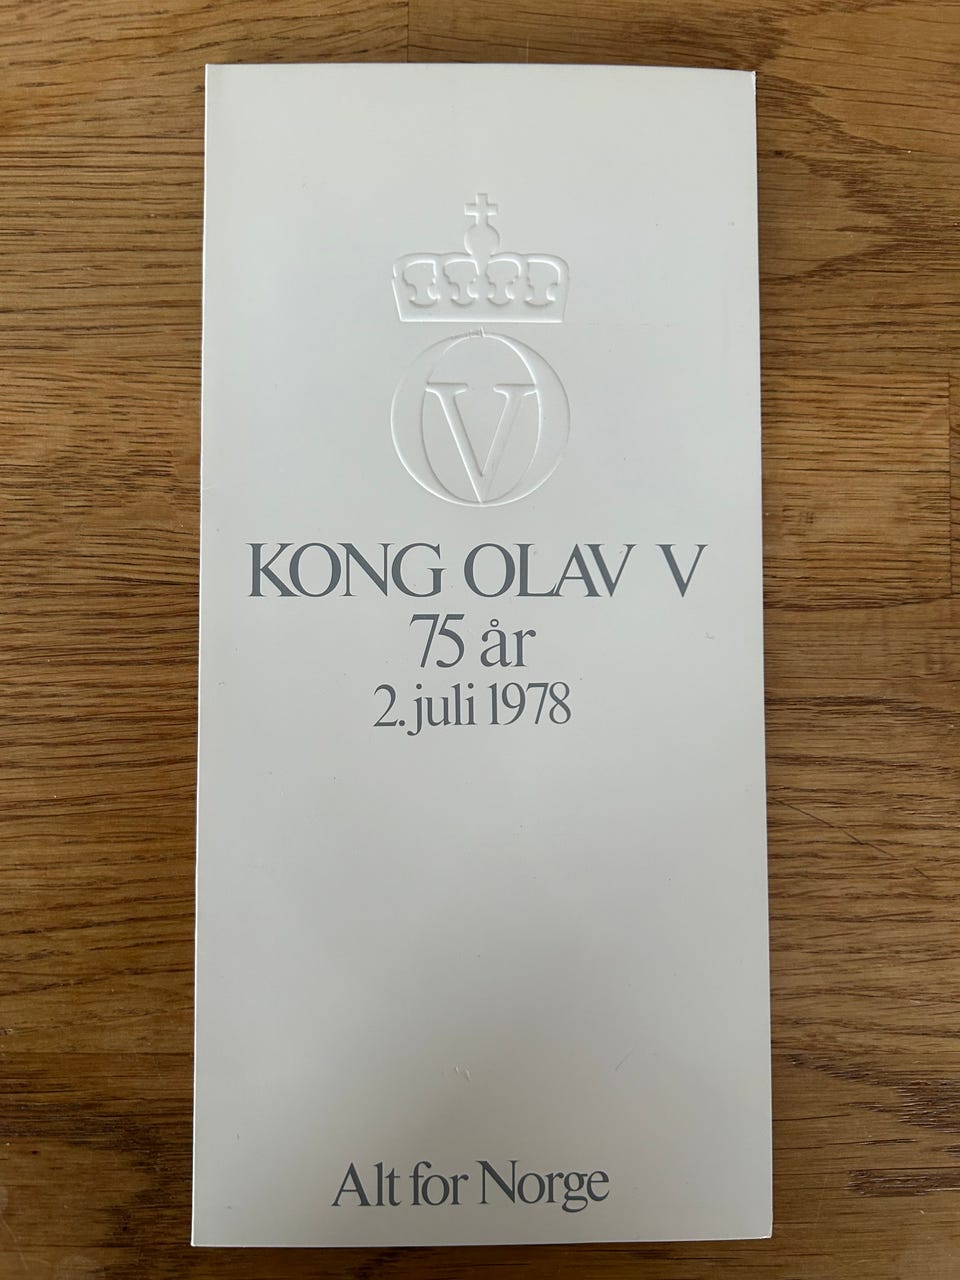 V
KONG OLAV V
75 år
2. juli 1978
Alt for Norge